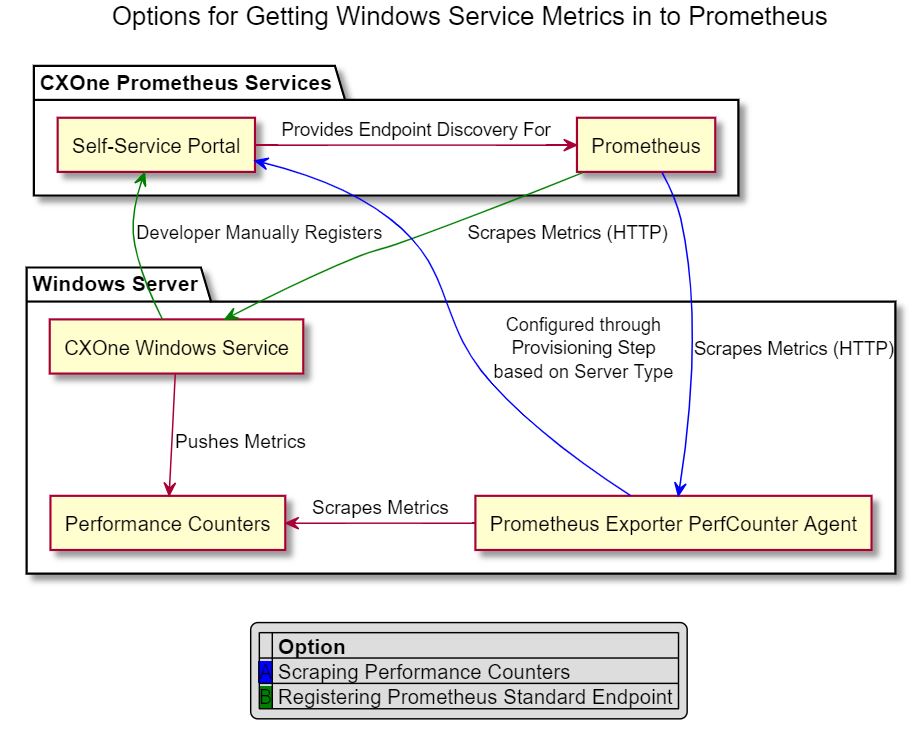 Options for Getting Windows Service Metrics in to Prometheus
CXOne Prometheus Services
Self-Service Portal
Provides Endpoint Discovery For
Prometheus
Developer Manually Registers
Scrapes Metrics (HTTP)
Windows Server
CXOne Windows Service
Configured through
Provisioning Step
based on Server Type
Scrapes Metrics (HTTP)
Pushes Metrics
Performance Counters
Scrapes Metrics
Prometheus Exporter PerfCounter Agent
Option
A Scraping Performance Counters
B Registering Prometheus Standard Endpoint